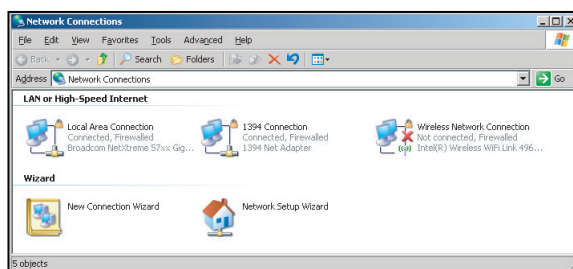 Network Connections
File Edit View Favorites Tools Advanced Help
Back Search Folders
Address Network Connections Go
LAN or High-Speed Internet
Local Area Connection
Connected, Firewalled
Broadcom NetXtreme 57xx Gig...
1394 Connection
Connected, Firewalled
1394 Net Adapter
Wireless Network Connection
Not connected, Firewalled
Intel(R) Wireless WiFi Link 496...
Wizard
New Connection Wizard
Network Setup Wizard
5 objects